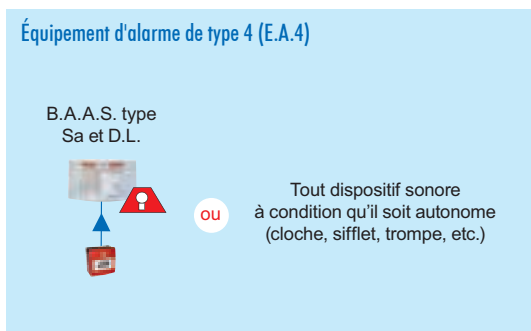 Équipement d'alarme de type 4 (E.A.4)
B.A.A.S. type
Sa et D.L.
ou
Tout dispositif sonore
à condition qu'il soit autonome
(cloche, sifflet, trompe, etc.)